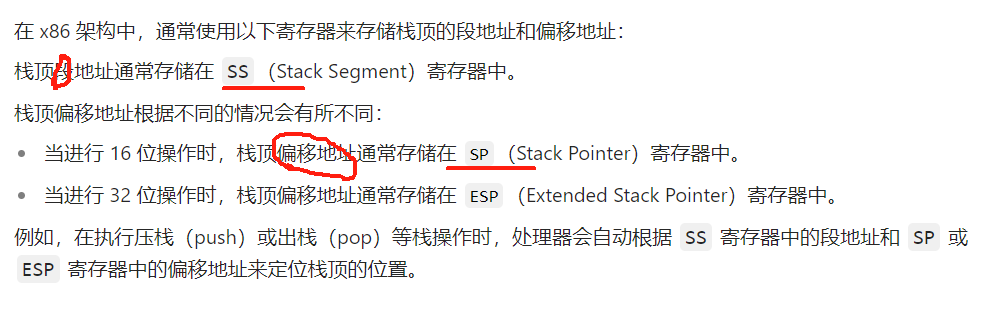 在 x86 架构中，通常使用以下寄存器来存储栈顶的段地址和偏移地址：
栈顶段地址通常存储在 SS （Stack Segment）寄存器中。
栈顶偏移地址根据不同的情况会有所不同：
• 当进行 16 位操作时，栈顶偏移地址通常存储在 SP （Stack Pointer）寄存器中。
• 当进行 32 位操作时，栈顶偏移地址通常存储在 ESP （Extended Stack Pointer）寄存器中。
例如，在执行压栈（push）或出栈（pop）等栈操作时，处理器会自动根据 SS 寄存器中的段地址和 SP 或
ESP 寄存器中的偏移地址来定位栈顶的位置。